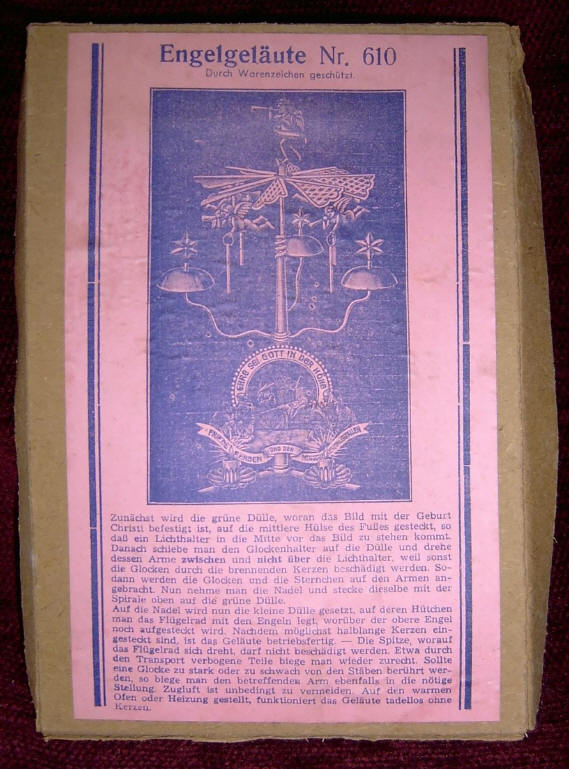 Engelgeläute Nr. 610
Durch Warenzeichen geschützt.
EHRE SEI GOTT IN DER HÖHE
UND DEN
Zunächst wird die grüne Dülle, woran das Bild mit der Geburt
Christi befestigt ist, auf die mittlere Hülse des Fußes gesteckt, so
daß ein Lichthalter in die Mitte vor das Bild zu stehen kommt.
Danach schiebe man den Glockenhalter auf die Dülle und drehe
dessen Arme zwischen und nicht über die Lichthalter, weil sonst
die Glocken durch die brennenden Kerzen beschädigt werden. So-
dann werden die Glocken und die Sternchen auf den Armen an-
gebracht. Nun nehme man die Nadel und stecke dieselbe mit der
Spirale oben auf die grüne Dülle.
Auf die Nadel wird nun die kleine Dülle gesetzt, auf deren Hütchen
man das Flügelrad mit den Engeln legt, worüber der obere Engel
noch aufgesteckt wird. Nachdem möglichst halblange Kerzen ein-
gesteckt sind, ist das Geläute betriebsfertig. — Die Spitze, worauf
das Flügelrad sich dreht, darf nicht beschädigt werden. Etwa durch
den Transport verbogene Teile biege man wieder zurecht. Sollte
eine Glocke zu stark oder zu schwach von den Stäben berührt wer-
den, so biege man den betreffenden Arm ebenfalls in die nötige
Stellung. Zugluft ist unbedingt zu vermeiden. Auf den warmen
Ofen oder Heizung gestellt, funktioniert das Geläute tadellos ohne
Kerzen.